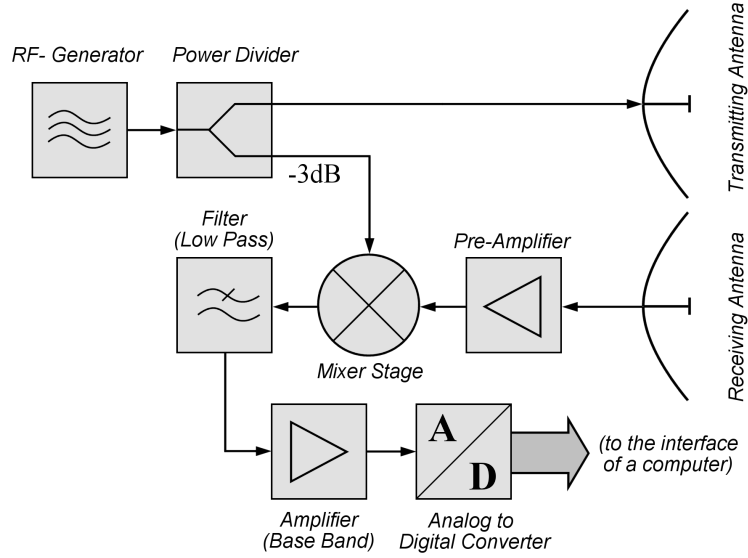 RF- Generator
Power Divider
Transmitting Antenna
-3dB
Filter
(Low Pass)
Pre-Amplifier
Mixer Stage
Receiving Antenna
A
D
(to the interface
of a computer)
Amplifier
(Base Band)
Analog to
Digital Converter